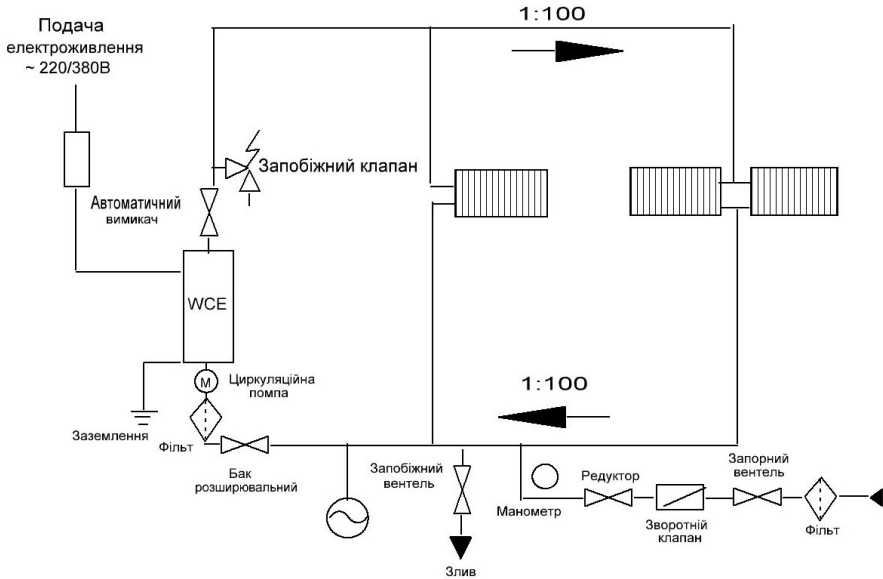 Подача
електроживлення
~ 220/380В
1:100
Запобіжний клапан
Автоматичний
вимикач
WCE
M
Циркуляційна
помпа
1:100
Заземлення
Фільт
Бак
розширювальний
Запобіжний
вентель
Манометр
Редуктор
Зворотній
клапан
Запорний
вентель
Фільт
Злив